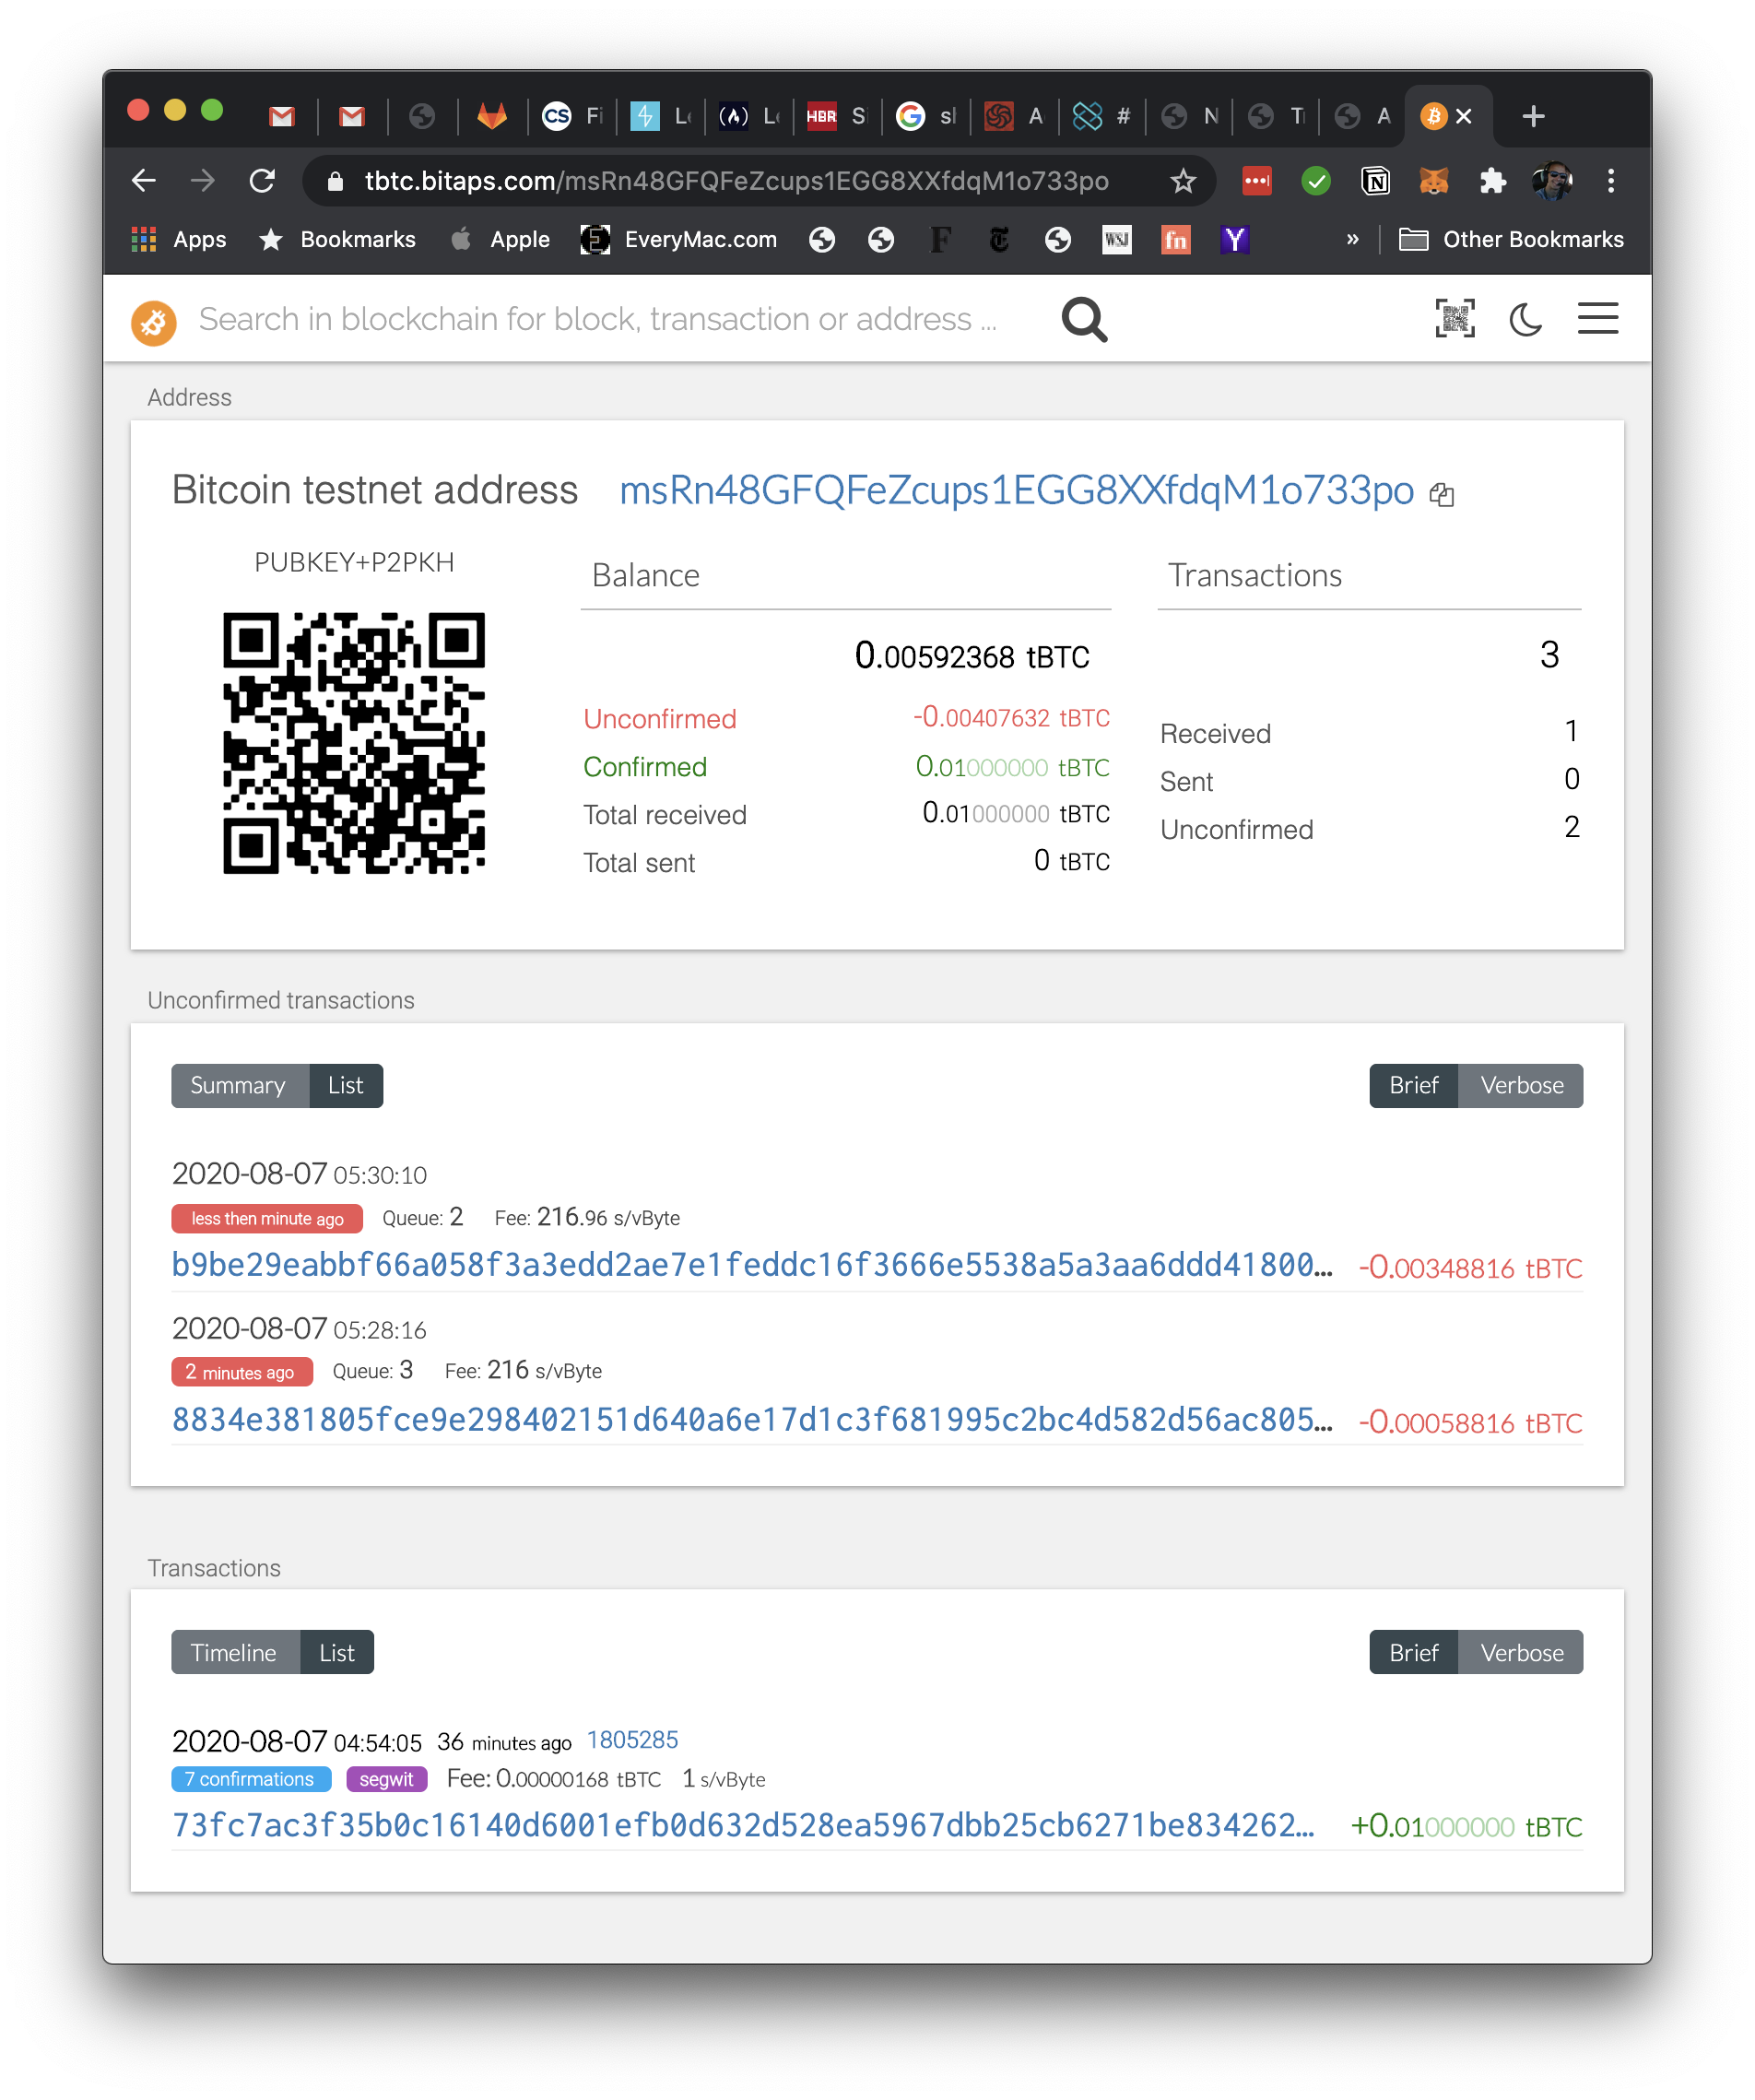 CS Fi L (A) L HBR S G sl A # N Ti A
tbtc.bitaps.com/msRn48GFQFeZcups1EGG8XXfdqM1o733po
Apps Bookmarks Apple EveryMac.com F WSJ fn Y » Other Bookmarks
Search in blockchain for block, transaction or address ...
Address
Bitcoin testnet address msRn48GFQFeZcups1EGG8XXfdqM1o733po
PUBKEY+P2PKH
Balance
0.00592368 tBTC
Unconfirmed -0.00407632 tBTC
Confirmed 0.01000000 tBTC
Total received 0.01000000 tBTC
Total sent 0 tBTC
Transactions
3
Received 1
Sent 0
Unconfirmed 2
Unconfirmed transactions
Summary List Brief Verbose
2020-08-07 05:30:10
less then minute ago Queue: 2 Fee: 216.96 s/vByte
b9be29eabbf66a058f3a3edd2ae7e1feddc16f3666e5538a5a3aa6ddd41800... -0.00348816 tBTC
2020-08-07 05:28:16
2 minutes ago Queue: 3 Fee: 216 s/vByte
8834e381805fce9e298402151d640a6e17d1c3f681995c2bc4d582d56ac805... -0.00058816 tBTC
Transactions
Timeline List Brief Verbose
2020-08-07 04:54:05 36 minutes ago 1805285
7 confirmations segwit Fee: 0.00000168 tBTC 1 s/vByte
73fc7ac3f35b0c16140d6001efb0d632d528ea5967dbb25cb6271be834262... +0.01000000 tBTC